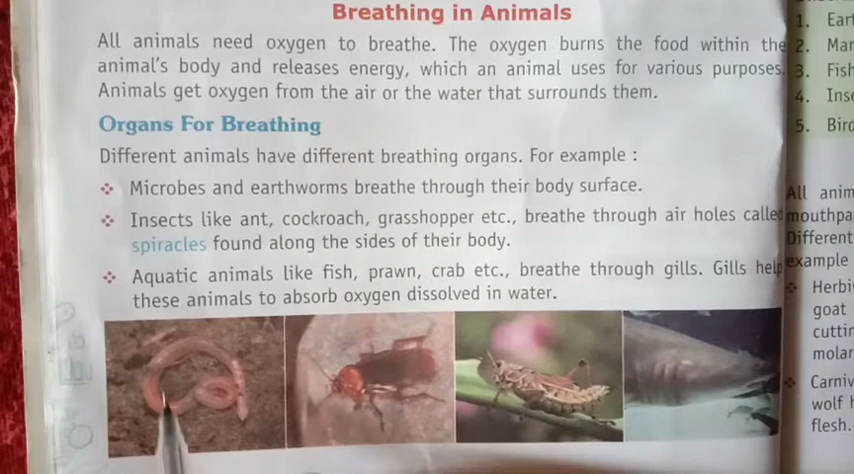 Breathing in Animals
All animals need oxygen to breathe. The oxygen burns the food within the
animal's body and releases energy, which an animal uses for various purposes.
Animals get oxygen from the air or the water that surrounds them.
Organs For Breathing
Different animals have different breathing organs. For example :
❖ Microbes and earthworms breathe through their body surface.
❖ Insects like ant, cockroach, grasshopper etc., breathe through air holes called
spiracles found along the sides of their body.
❖ Aquatic animals like fish, prawn, crab etc., breathe through gills. Gills help
these animals to absorb oxygen dissolved in water.
1.
2.
3. Fish
4.
5.
All
Different
example
goat
wolf
flesh.